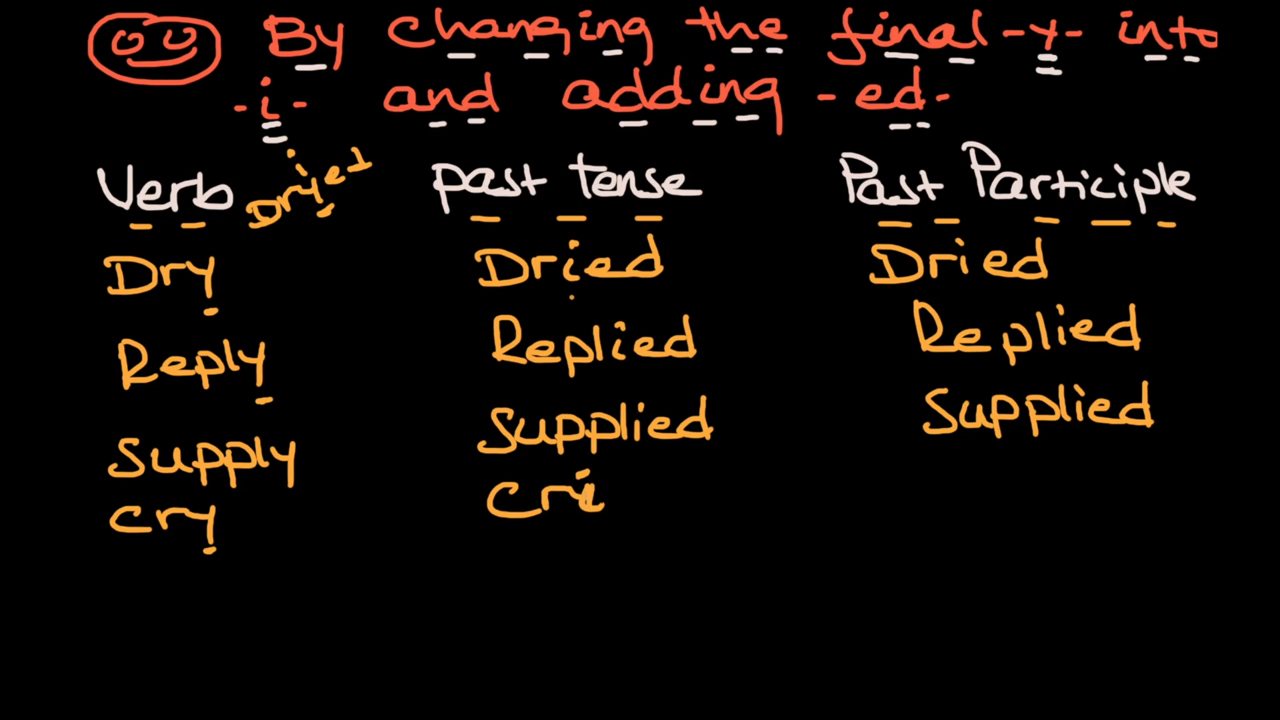 By changing the final -y- into
-i- and adding -ed-
Verb Dryied past tense Past Participle
Dry Dried Dried
Reply Replied Replied
Supply Supplied Supplied
Cry Cri